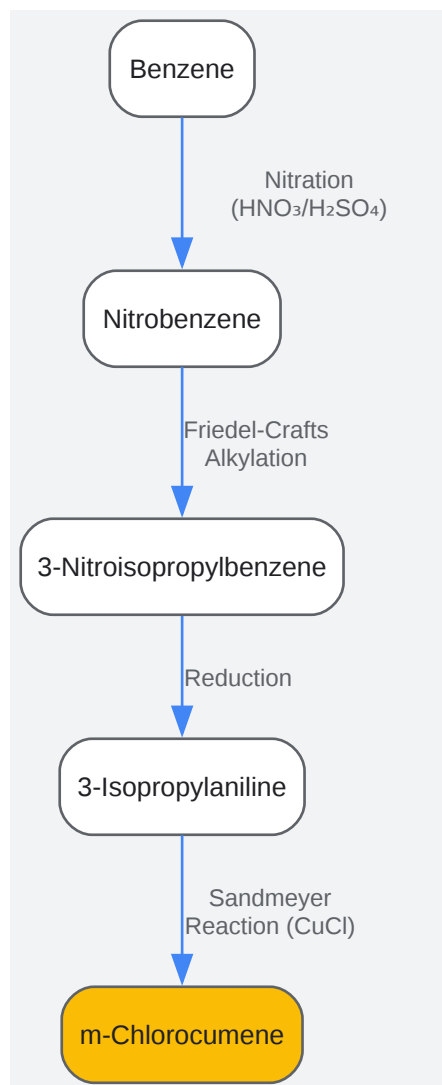 Benzene
Nitration
(HNO₃/H₂SO₄)
Nitrobenzene
Friedel-Crafts
Alkylation
3-Nitroisopropylbenzene
Reduction
3-Isopropylaniline
Sandmeyer
Reaction (CuCl)
m-Chlorocumene